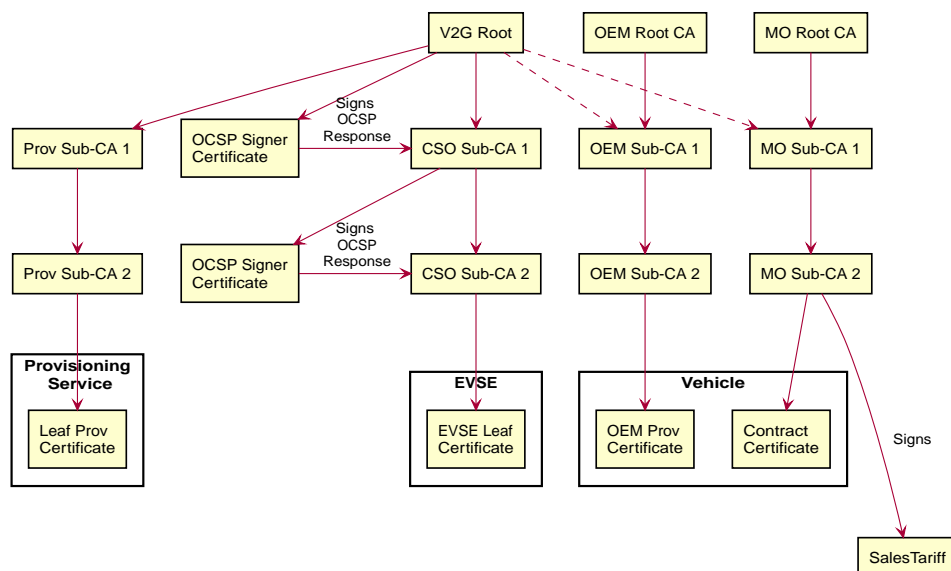 V2G Root
OEM Root CA
MO Root CA
Signs
OCSP
Response
Prov Sub-CA 1
OCSP Signer
Certificate
CSO Sub-CA 1
OEM Sub-CA 1
MO Sub-CA 1
Signs
OCSP
Response
Prov Sub-CA 2
OCSP Signer
Certificate
CSO Sub-CA 2
OEM Sub-CA 2
MO Sub-CA 2
Provisioning
Service
EVSE
Vehicle
Leaf Prov
Certificate
EVSE Leaf
Certificate
OEM Prov
Certificate
Contract
Certificate
Signs
SalesTariff